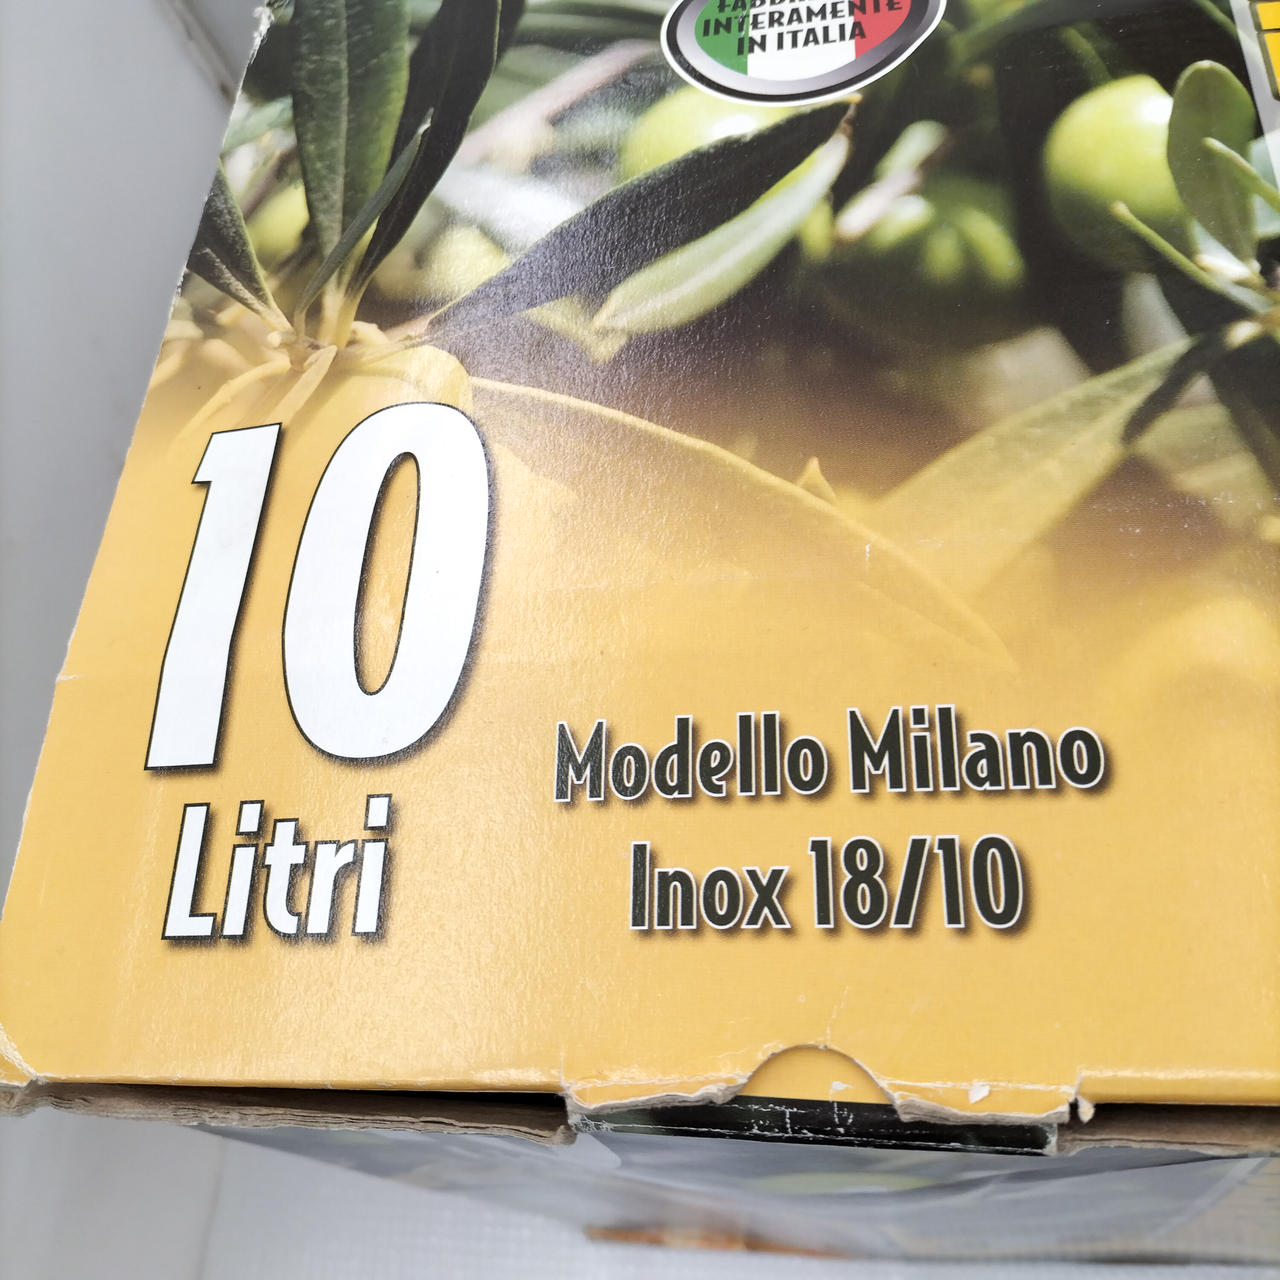 INTERAMENTE
IN ITALIA
10
Litri
Modello Milano
Inox 18/10